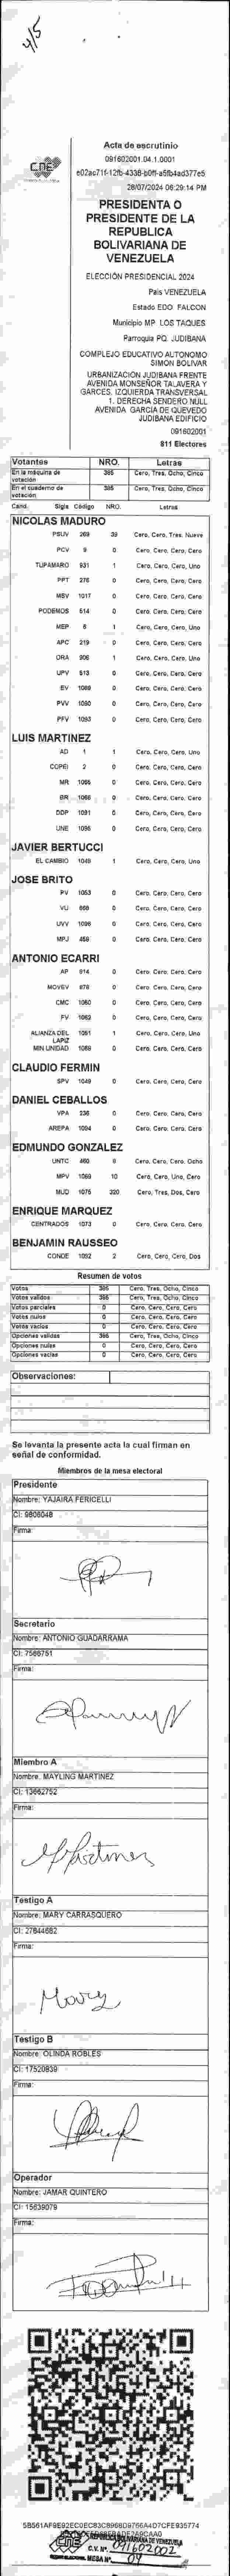 4/5
CNE
Acta de escrutinio
091602001.04.1.0001
28/07/2024 06:29:14 PM
PRESIDENTA O
PRESIDENTE DE LA
REPUBLICA
BOLIVARIANA DE
VENEZUELA
ELECCIÓN PRESIDENCIAL 2024
País VENEZUELA
Estado EDO. FALCON
Municipio MP. LOS TAQUES
Parroquia PQ. JUDIBANA
COMPLEJO EDUCATIVO AUTONOMO
SIMON BOLIVAR
URBANIZACIÓN JUDIBANA FRENTE
AVENIDA MONSEÑOR TALAVERA Y
GARCES. IZQUIERDA TRANSVERSAL
1. DERECHA SENDERO NULL
AVENIDA GARCÍA DE QUEVEDO
JUDIBANA EDIFICIO
091602001
811 Electores
Votantes NRO. Letras
En la máquina de votación 385 Cero, Tres, Ocho, Cinco
En el cuaderno de votación 385 Cero, Tres, Ocho, Cinco
Cand. Sigla Código NRO. Letras
NICOLAS MADURO
PSUV 269 39 Cero, Cero, Tres, Nueve
PCV 9 0 Cero, Cero, Cero, Cero
TUPAMARO 931 1 Cero, Cero, Cero, Uno
PPT 276 0 Cero, Cero, Cero, Cero
MSV 1017 0 Cero, Cero, Cero, Cero
PODEMOS 514 0 Cero, Cero, Cero, Cero
MEP 8 1 Cero, Cero, Cero, Uno
APC 219 0 Cero, Cero, Cero, Cero
ORA 906 1 Cero, Cero, Cero, Uno
UPV 513 0 Cero, Cero, Cero, Cero
EV 1089 0 Cero, Cero, Cero, Cero
PVV 1090 0 Cero, Cero, Cero, Cero
PFV 1093 0 Cero, Cero, Cero, Cero
LUIS MARTINEZ
AD 1 1 Cero, Cero, Cero, Uno
COPEI 2 0 Cero, Cero, Cero, Cero
MR 1065 0 Cero, Cero, Cero, Cero
BR 1066 0 Cero, Cero, Cero, Cero
DDP 1091 0 Cero, Cero, Cero, Cero
UNE 1096 0 Cero, Cero, Cero, Cero
JAVIER BERTUCCI
EL CAMBIO 1049 1 Cero, Cero, Cero, Uno
JOSE BRITO
PV 1053 0 Cero, Cero, Cero, Cero
VU 868 0 Cero, Cero, Cero, Cero
UVV 1098 0 Cero, Cero, Cero, Cero
MPJ 458 0 Cero, Cero, Cero, Cero
ANTONIO ECARRI
AP 914 0 Cero, Cero, Cero, Cero
MOVEV 878 0 Cero, Cero, Cero, Cero
CMC 1060 0 Cero, Cero, Cero, Cero
FV 1062 0 Cero, Cero, Cero, Cero
ALIANZA DEL LAPIZ 1051 1 Cero, Cero, Cero, Uno
MIN UNIDAD 1069 0 Cero, Cero, Cero, Cero
CLAUDIO FERMIN
SPV 1049 0 Cero, Cero, Cero, Cero
DANIEL CEBALLOS
VPA 236 0 Cero, Cero, Cero, Cero
AREPA 1094 0 Cero, Cero, Cero, Cero
EDMUNDO GONZALEZ
UNTC 460 8 Cero, Cero, Cero, Ocho
MPV 1069 10 Cero, Cero, Uno, Cero
MUD 1075 320 Cero, Tres, Dos, Cero
ENRIQUE MARQUEZ
CENTRADOS 1073 0 Cero, Cero, Cero, Cero
BENJAMIN RAUSSEO
CONDE 1092 2 Cero, Cero, Cero, Dos
Resumen de votos
Votos 385 Cero, Tres, Ocho, Cinco
Votos validos 385 Cero, Tres, Ocho, Cinco
Votos parciales 0 Cero, Cero, Cero, Cero
Votos nulos 0 Cero, Cero, Cero, Cero
Votos vacios 0 Cero, Cero, Cero, Cero
Opciones validas 385 Cero, Tres, Ocho, Cinco
Opciones nulas 0 Cero, Cero, Cero, Cero
Opciones vacias 0 Cero, Cero, Cero, Cero
Observaciones:
Se levanta la presente acta la cual firman en
señal de conformidad.
Miembros de la mesa electoral
Presidente
Nombre: YAJAIRA FERICELLI
CI: 9806048
Firma:
Secretario
Nombre: ANTONIO GUADARRAMA
CI: 7566751
Firma:
Miembro A
Nombre: MAYLING MARTINEZ
CI: 13662752
Firma:
Testigo A
Nombre: MARY CARRASQUERO
CI: 27844682
Firma:
Mary
Testigo B
Nombre: OLINDA ROBLES
CI: 17520839
Firma:
Operador
Nombre: JAMAR QUINTERO
CI: 15639079
Firma:
CNE REPUBLICA BOLIVARIANA DE VENEZUELA
C.V. Nº. 091602002
MESA Nº. 04